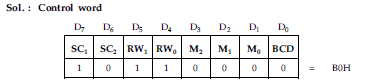 Sol. : Control word
D₇ D₆ D₅ D₄ D₃ D₂ D₁ D₀
SC₁ SC₂ RW₁ RW₀ M₂ M₁ M₀ BCD
1 0 1 1 0 0 0 0 = B0H